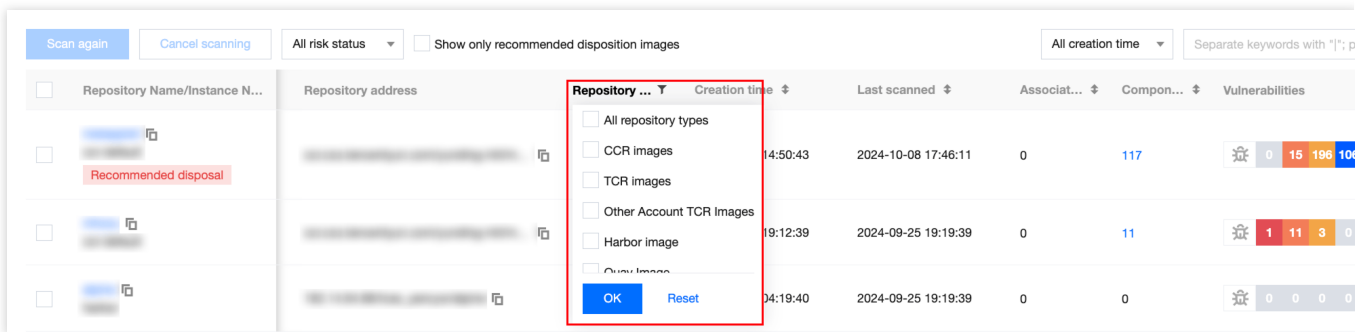 Scan again Cancel scanning All risk status Show only recommended disposition images All creation time Separate keywords with "|"; p
Repository Name/Instance N... Repository address Repository ... Creation time Last scanned Associat... Compon... Vulnerabilities
All repository types
CCR images 14:50:43 2024-10-08 17:46:11 0 117 0 15 196 106
Recommended disposal
TCR images
Other Account TCR Images
19:12:39 2024-09-25 19:19:39 0 11 1 11 3 0
Harbor image
Quay Image
OK Reset 04:19:40 2024-09-25 19:19:39 0 0 0 0 0 0